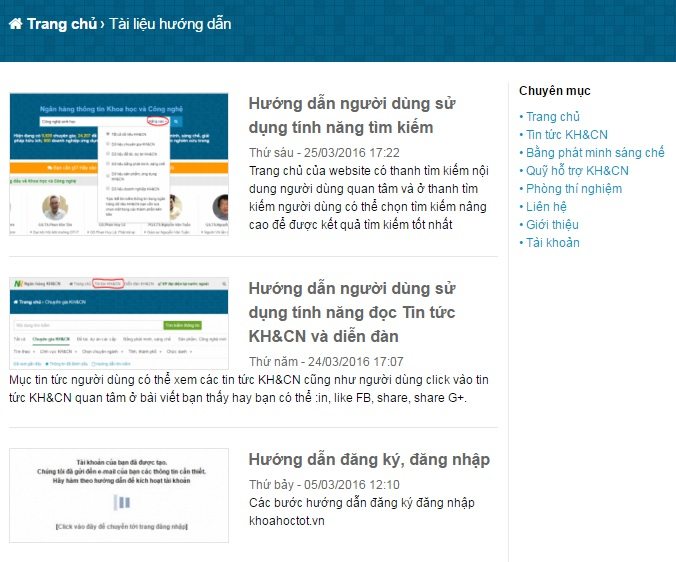 Trang chủ › Tài liệu hướng dẫn
Ngân hàng thông tin Khoa học và Công nghệ
Hướng dẫn người dùng sử
dụng tính năng tìm kiếm
Thứ sáu - 25/03/2016 17:22
Trang chủ của website có thanh tìm kiếm nội
dung người dùng quan tâm và ở thanh tìm
kiếm người dùng có thể chọn tìm kiếm nâng
cao để được kết quả tìm kiếm tốt nhất
Trang chủ › Chuyên gia KH&CN
Hướng dẫn người dùng sử
dụng tính năng đọc Tin tức
KH&CN và diễn đàn
Thứ năm - 24/03/2016 17:07
Mục tin tức người dùng có thể xem các tin tức KH&CN cũng như người dùng click vào tin
tức KH&CN quan tâm ở bài viết bạn thấy hay bạn có thể :in, like FB, share, share G+.
Tài khoản của bạn đã được tạo.
Chúng tôi đã gửi đến e-mail của bạn các thông tin cần thiết.
Hãy làm theo hướng dẫn để kích hoạt tài khoản
[Click vào đây để chuyển tới trang đăng nhập]
Hướng dẫn đăng ký, đăng nhập
Thứ bảy - 05/03/2016 12:10
Các bước hướng dẫn đăng ký đăng nhập
khoahoctot.vn
Chuyên mục
• Trang chủ
• Tin tức KH&CN
• Bằng phát minh sáng chế
• Quỹ hỗ trợ KH&CN
• Phòng thí nghiệm
• Liên hệ
• Giới thiệu
• Tài khoản